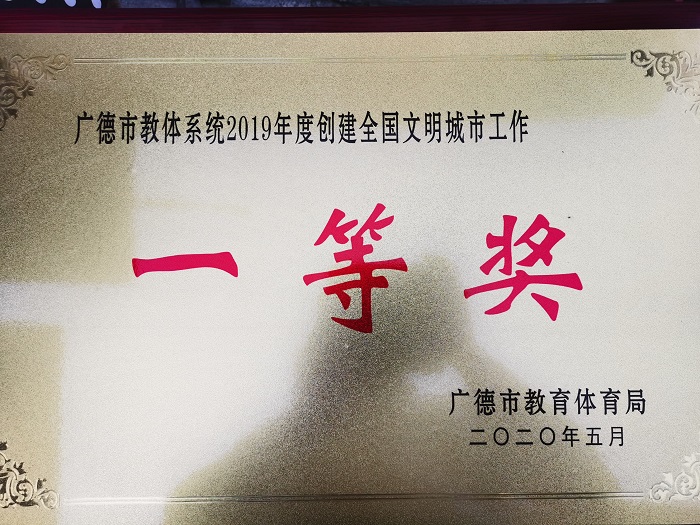 广德市教体系统2019年度创建全国文明城市工作
一等奖
广德市教育体育局
二〇二〇年五月